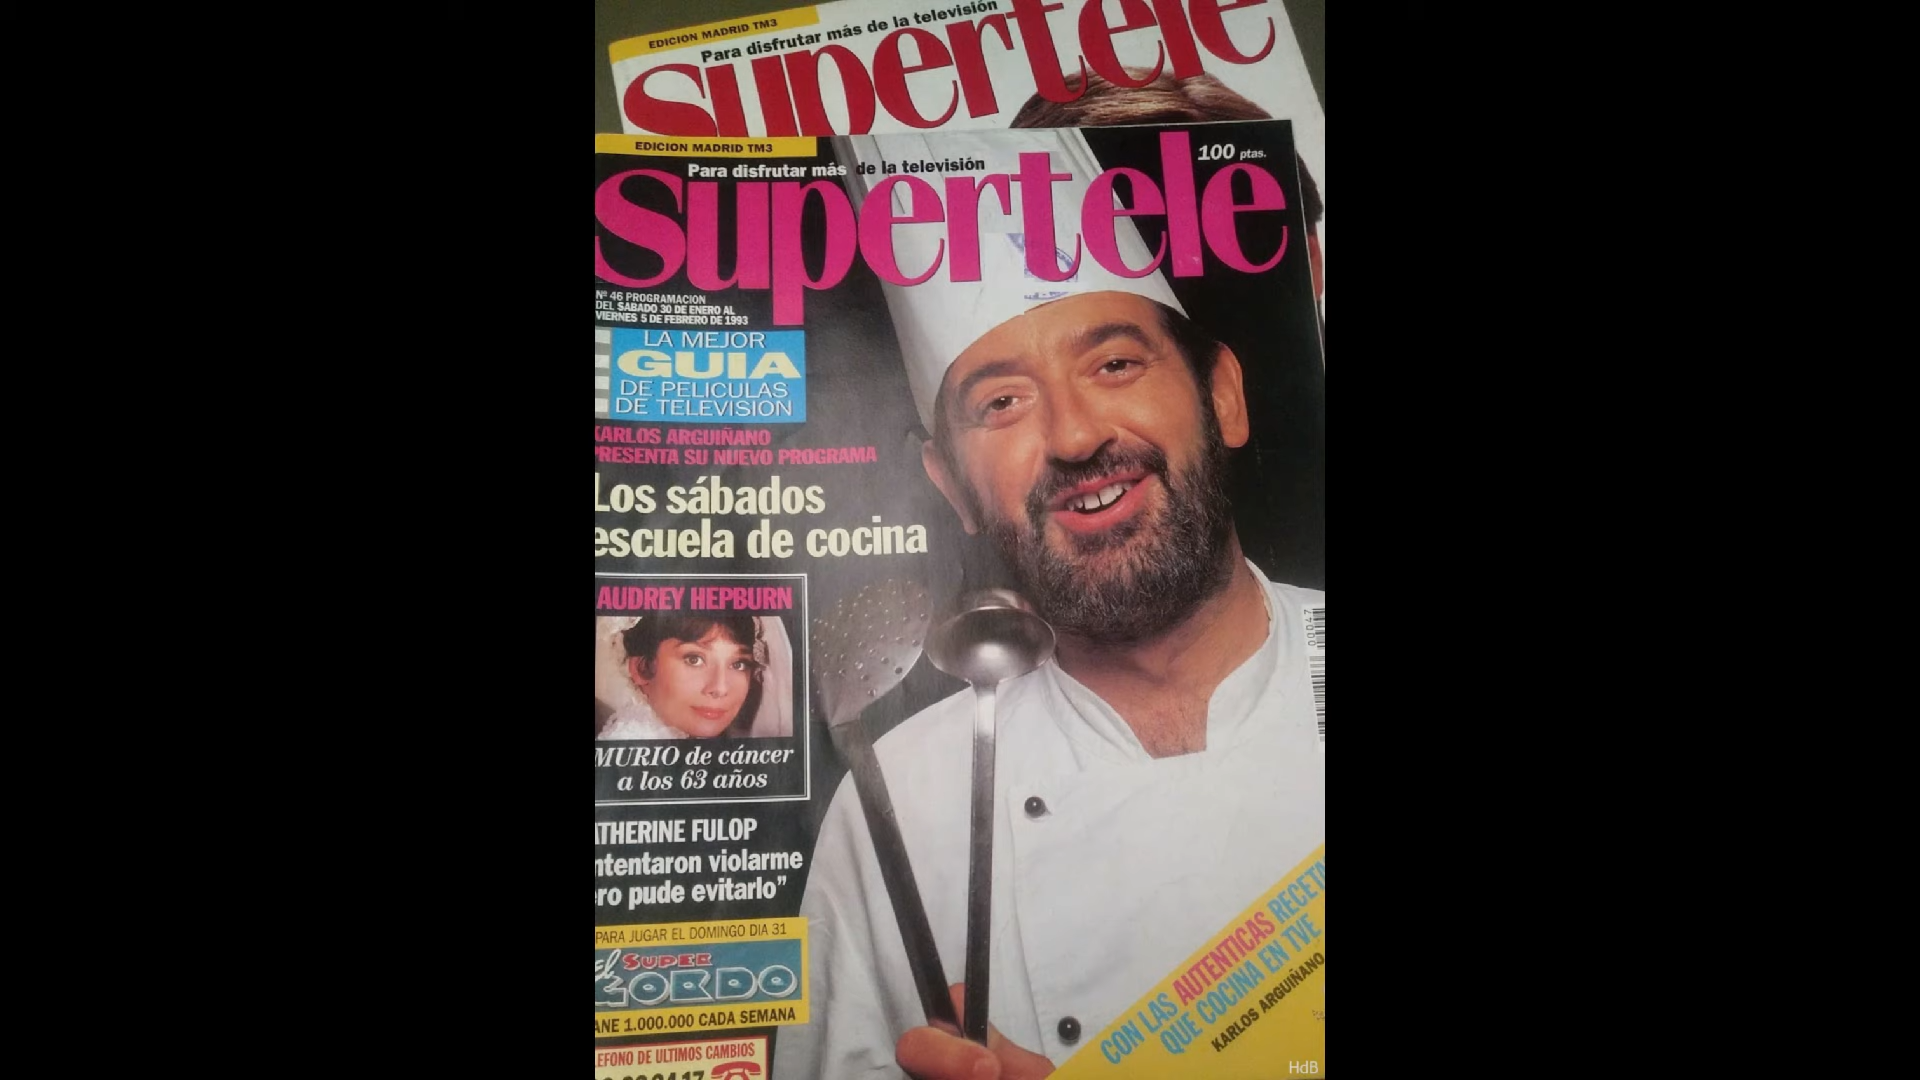 EDICION MADRID TM3
Para disfrutar más de la televisión
Supertele
EDICION MADRID TM3
Para disfrutar más de la televisión
100 ptas.
Supertele
Nº 46 PROGRAMACION
DEL SABADO 30 DE ENERO AL
VIERNES 5 DE FEBRERO DE 1993
LA MEJOR
GUIA
DE PELICULAS
DE TELEVISION
KARLOS ARGUIÑANO
PRESENTA SU NUEVO PROGRAMA
Los sábados
escuela de cocina
AUDREY HEPBURN
MURIO de cáncer
a los 63 años
ATHERINE FULOP
ntentaron violarme
ero pude evitarlo"
PARA JUGAR EL DOMINGO DIA 31
El SUPER
GORDO
ANE 1.000.000 CADA SEMANA
EFONO DE ULTIMOS CAMBIOS
00047
CON LAS AUTENTICAS RECETA
QUE COCINA EN TVE
KARLOS ARGUIÑANO
HdB